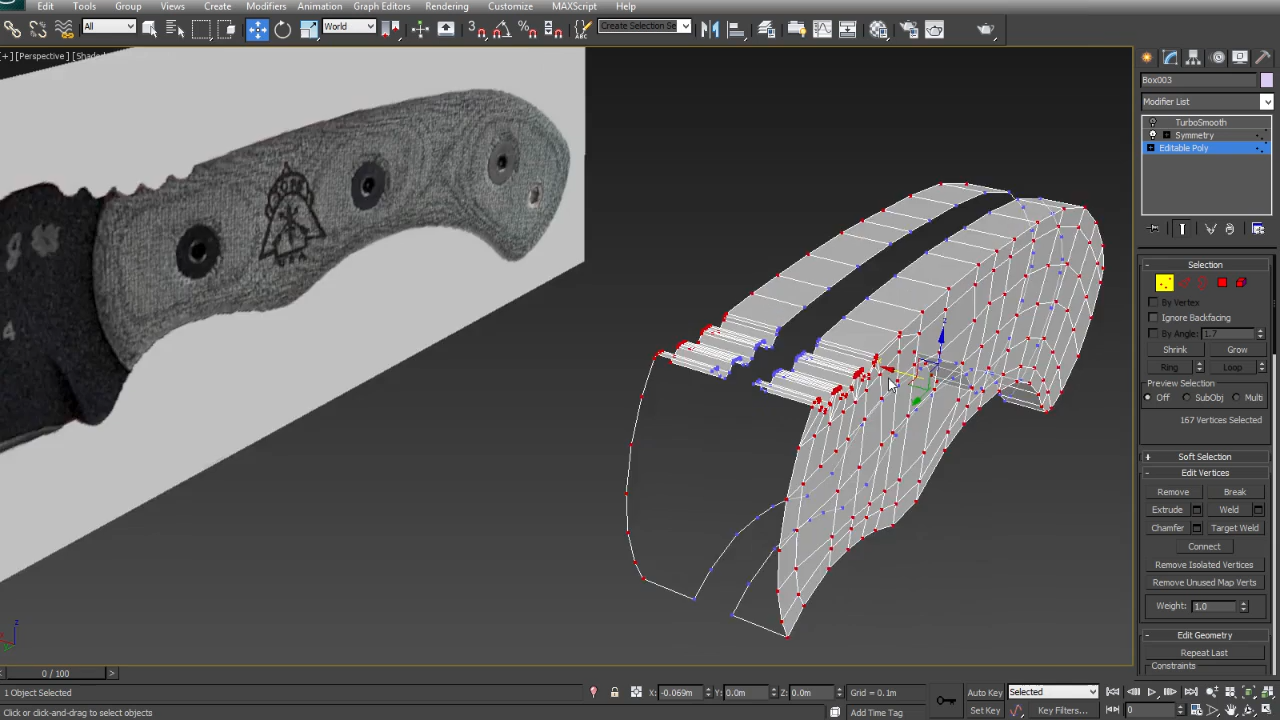 Edit Tools Group Views Create Modifiers Animation Graph Editors Rendering Customize MAXScript Help
All World Create Selection Se
[+] [Perspective] [Shaded
Box003
Modifier List
TurboSmooth
Symmetry
Editable Poly
Selection
By Vertex
Ignore Backfacing
By Angle: 1.7
Shrink Grow
Ring Loop
Preview Selection
Off SubObj Multi
167 Vertices Selected
Soft Selection
Edit Vertices
Remove Break
Extrude Weld
Chamfer Target Weld
Connect
Remove Isolated Vertices
Remove Unused Map Verts
Weight: 1.0
Edit Geometry
Repeat Last
Constraints
0 / 100
1 Object Selected X: -0.069m Y: 0.0m Z: 0.0m Grid = 0.1m Auto Key Selected
Click or click-and-drag to select objects Add Time Tag Set Key Key Filters... 0